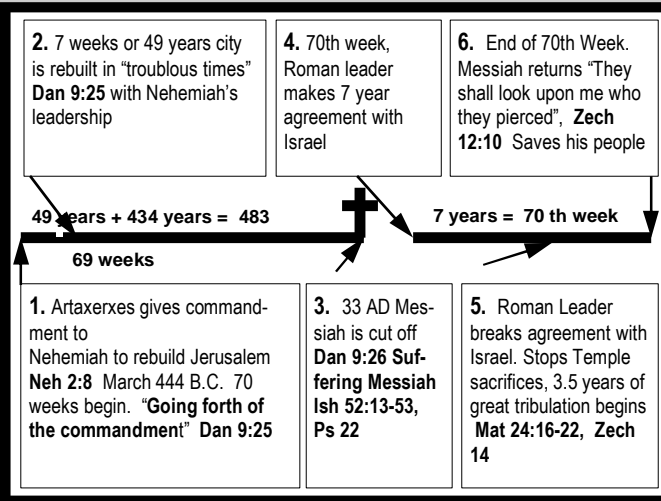 2. 7 weeks or 49 years city
is rebuilt in “troublous times”
Dan 9:25 with Nehemiah’s
leadership
4. 70th week,
Roman leader
makes 7 year
agreement with
Israel
6. End of 70th Week.
Messiah returns “They
shall look upon me who
they pierced”, Zech
12:10 Saves his people
49 years + 434 years = 483
7 years = 70 th week
69 weeks
1. Artaxerxes gives command-
ment to
Nehemiah to rebuild Jerusalem
Neh 2:8 March 444 B.C. 70
weeks begin. “Going forth of
the commandment” Dan 9:25
3. 33 AD Mes-
siah is cut off
Dan 9:26 Suf-
fering Messiah
Ish 52:13-53,
Ps 22
5. Roman Leader
breaks agreement with
Israel. Stops Temple
sacrifices, 3.5 years of
great tribulation begins
Mat 24:16-22, Zech
14